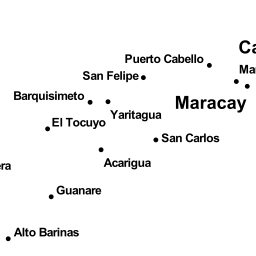 Ca
Puerto Cabello
Ma
San Felipe
Barquisimeto
Maracay
Yaritagua
El Tocuyo
San Carlos
Acarigua
era
Guanare
Alto Barinas